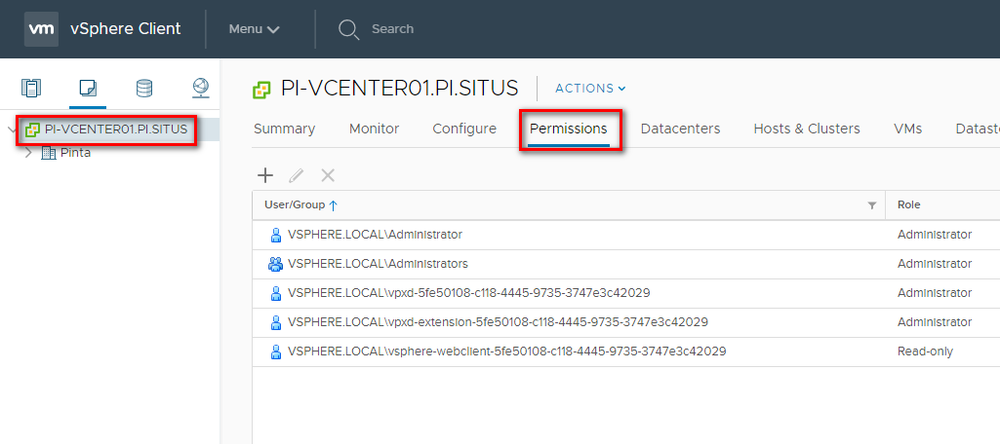 vm vSphere Client Menu Search
PI-VCENTER01.PI.SITUS
Pinta
PI-VCENTER01.PI.SITUS ACTIONS
Summary Monitor Configure Permissions Datacenters Hosts & Clusters VMs Datast
User/Group Role
VSPHERE.LOCAL\Administrator Administrator
VSPHERE.LOCAL\Administrators Administrator
VSPHERE.LOCAL\vpxd-5fe50108-c118-4445-9735-3747e3c42029 Administrator
VSPHERE.LOCAL\vpxd-extension-5fe50108-c118-4445-9735-3747e3c42029 Administrator
VSPHERE.LOCAL\vsphere-webclient-5fe50108-c118-4445-9735-3747e3c42029 Read-only